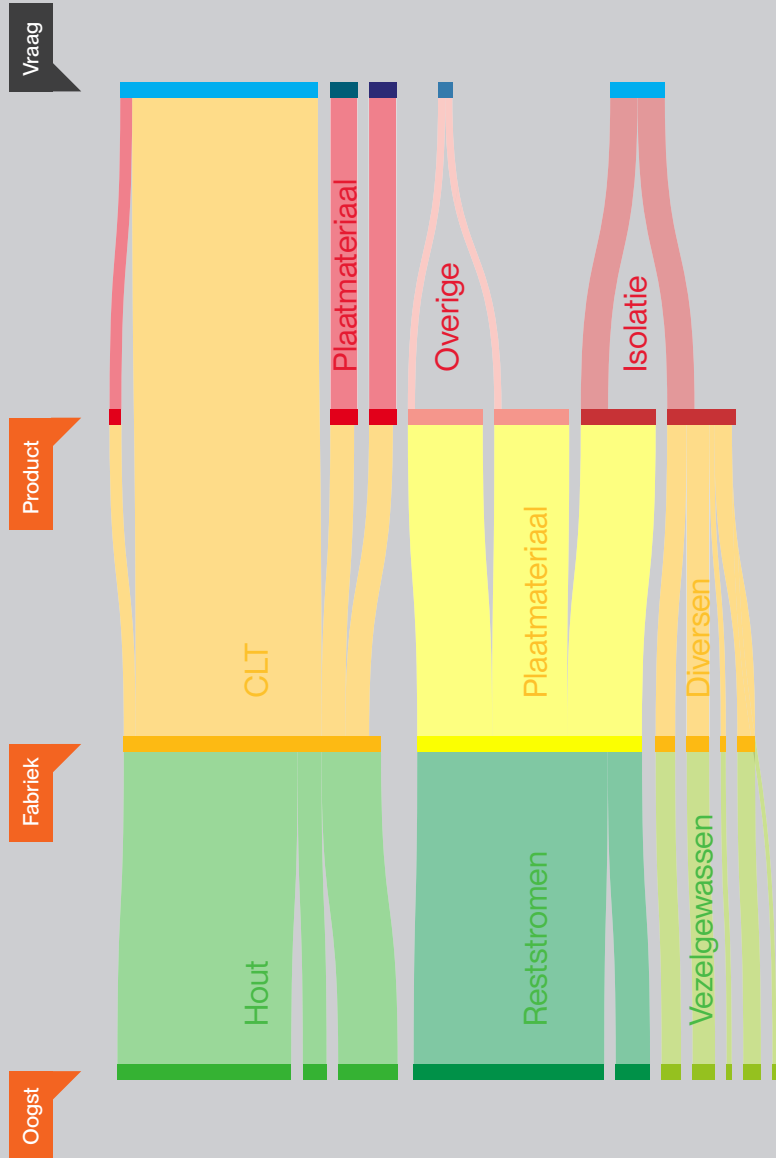 Vraag
Plaatmateriaal
Overige
Isolatie
Product
CLT
Plaatmateriaal
Diversen
Fabriek
Hout
Reststromen
Vezelgewassen
Oogst